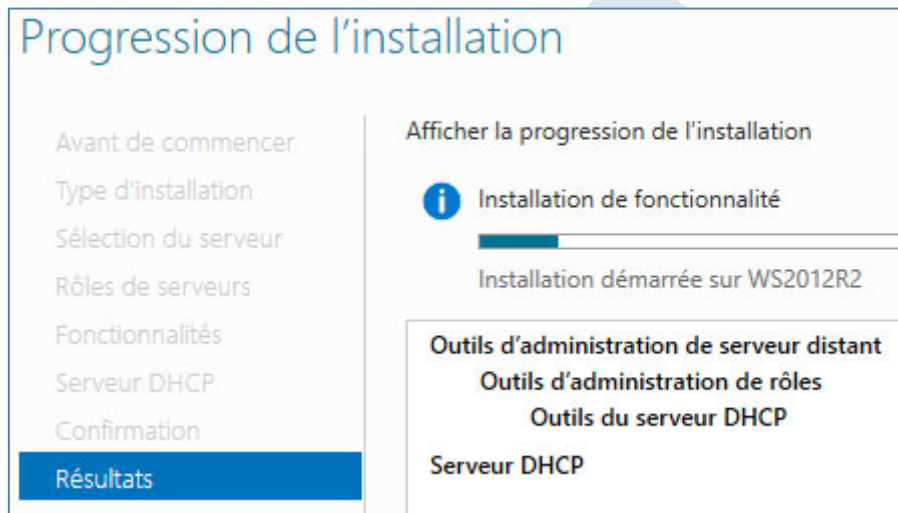 Progression de l’installation
Avant de commencer
Type d'installation
Sélection du serveur
Rôles de serveurs
Fonctionnalités
Serveur DHCP
Confirmation
Résultats
Afficher la progression de l'installation
Installation de fonctionnalité
Installation démarrée sur WS2012R2
Outils d’administration de serveur distant
Outils d’administration de rôles
Outils du serveur DHCP
Serveur DHCP